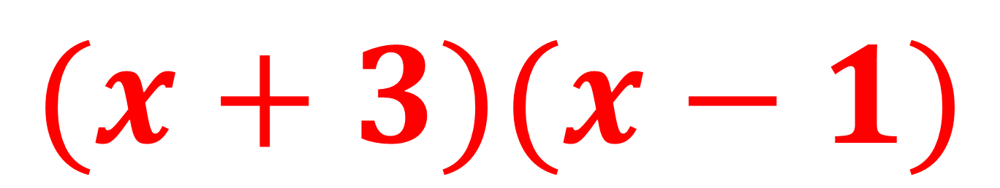 (x + 3)(x − 1)